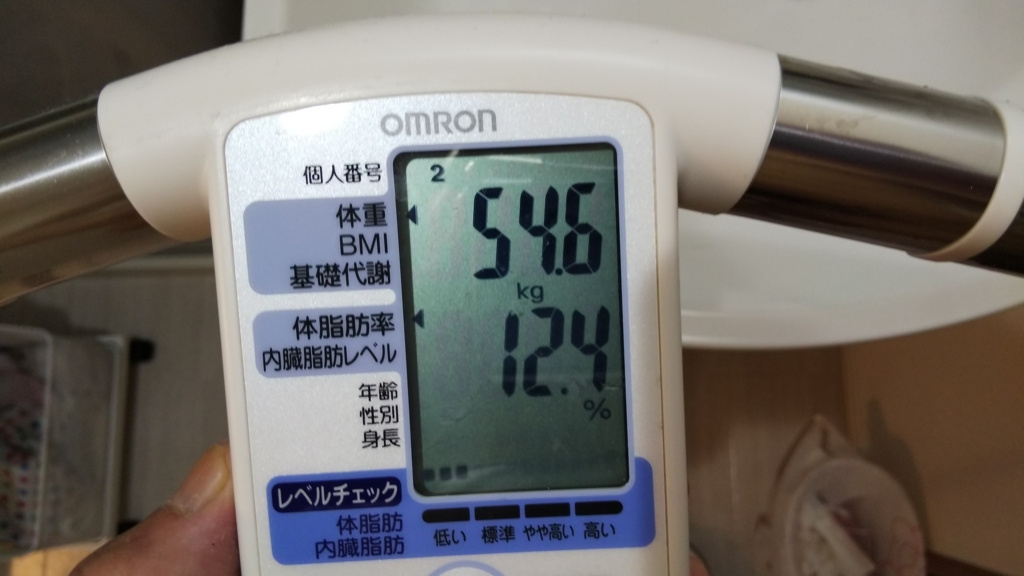 OMRON
個人番号 2
体重 54.6
BMI
基礎代謝 kg
体脂肪率 12.4
内臓脂肪レベル
年齢 %
性別
身長
レベルチェック
体脂肪 低い 標準 やや高い 高い
内臓脂肪